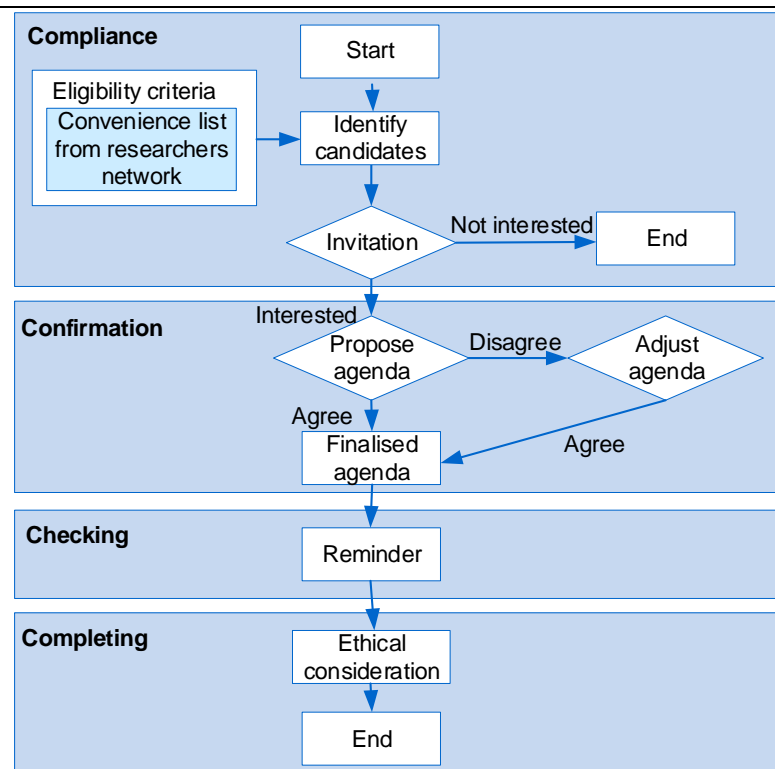 Compliance
Start
Eligibility criteria
Convenience list
from researchers
network
Identify
candidates
Invitation
Not interested
End
Confirmation
Interested
Propose
agenda
Disagree
Adjust
agenda
Agree
Finalised
agenda
Agree
Checking
Reminder
Completing
Ethical
consideration
End